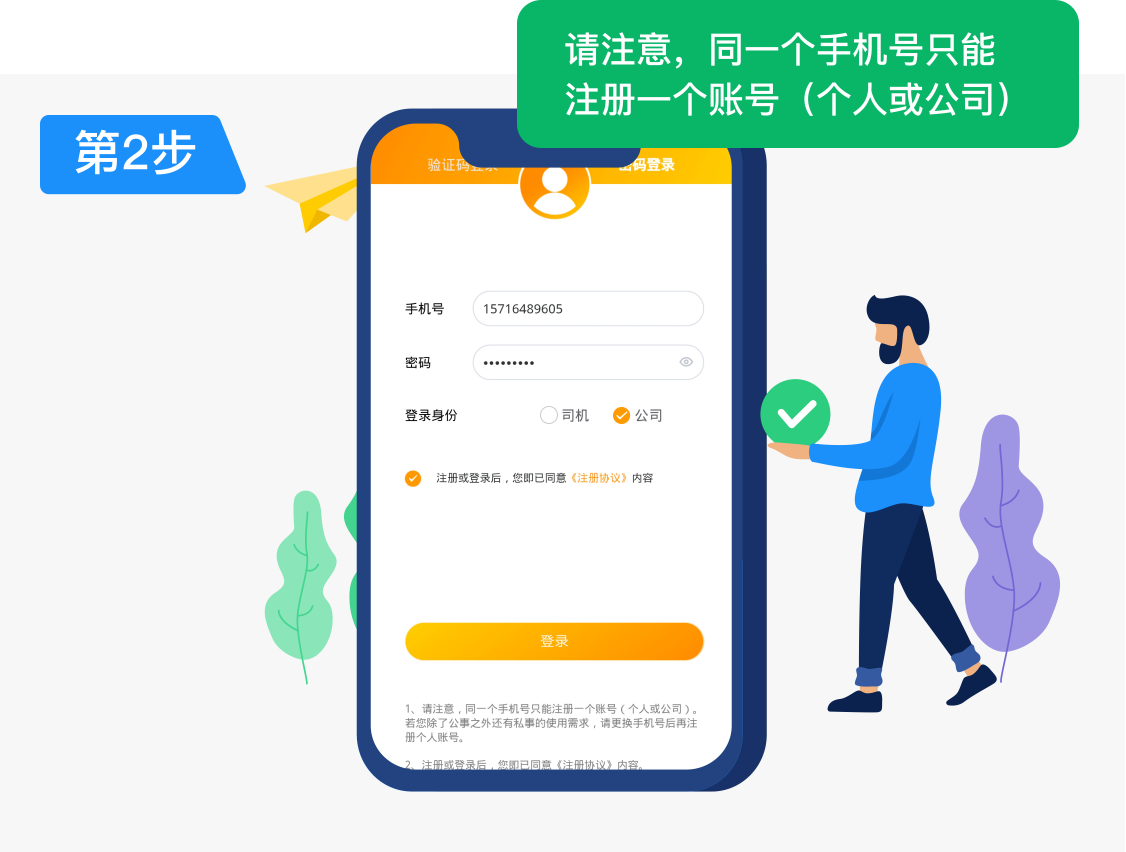 请注意，同一个手机号只能
注册一个账号（个人或公司）
第2步
验证码登录
密码登录
手机号
15716489605
密码
•••••••••
登录身份
司机
公司
注册或登录后，您即已同意《注册协议》内容
登录
1、请注意，同一个手机号只能注册一个账号（个人或公司）。
若您除了公事之外还有私事的使用需求，请更换手机号后再注
册个人账号。
2、注册或登录后，您即已同意《注册协议》内容。